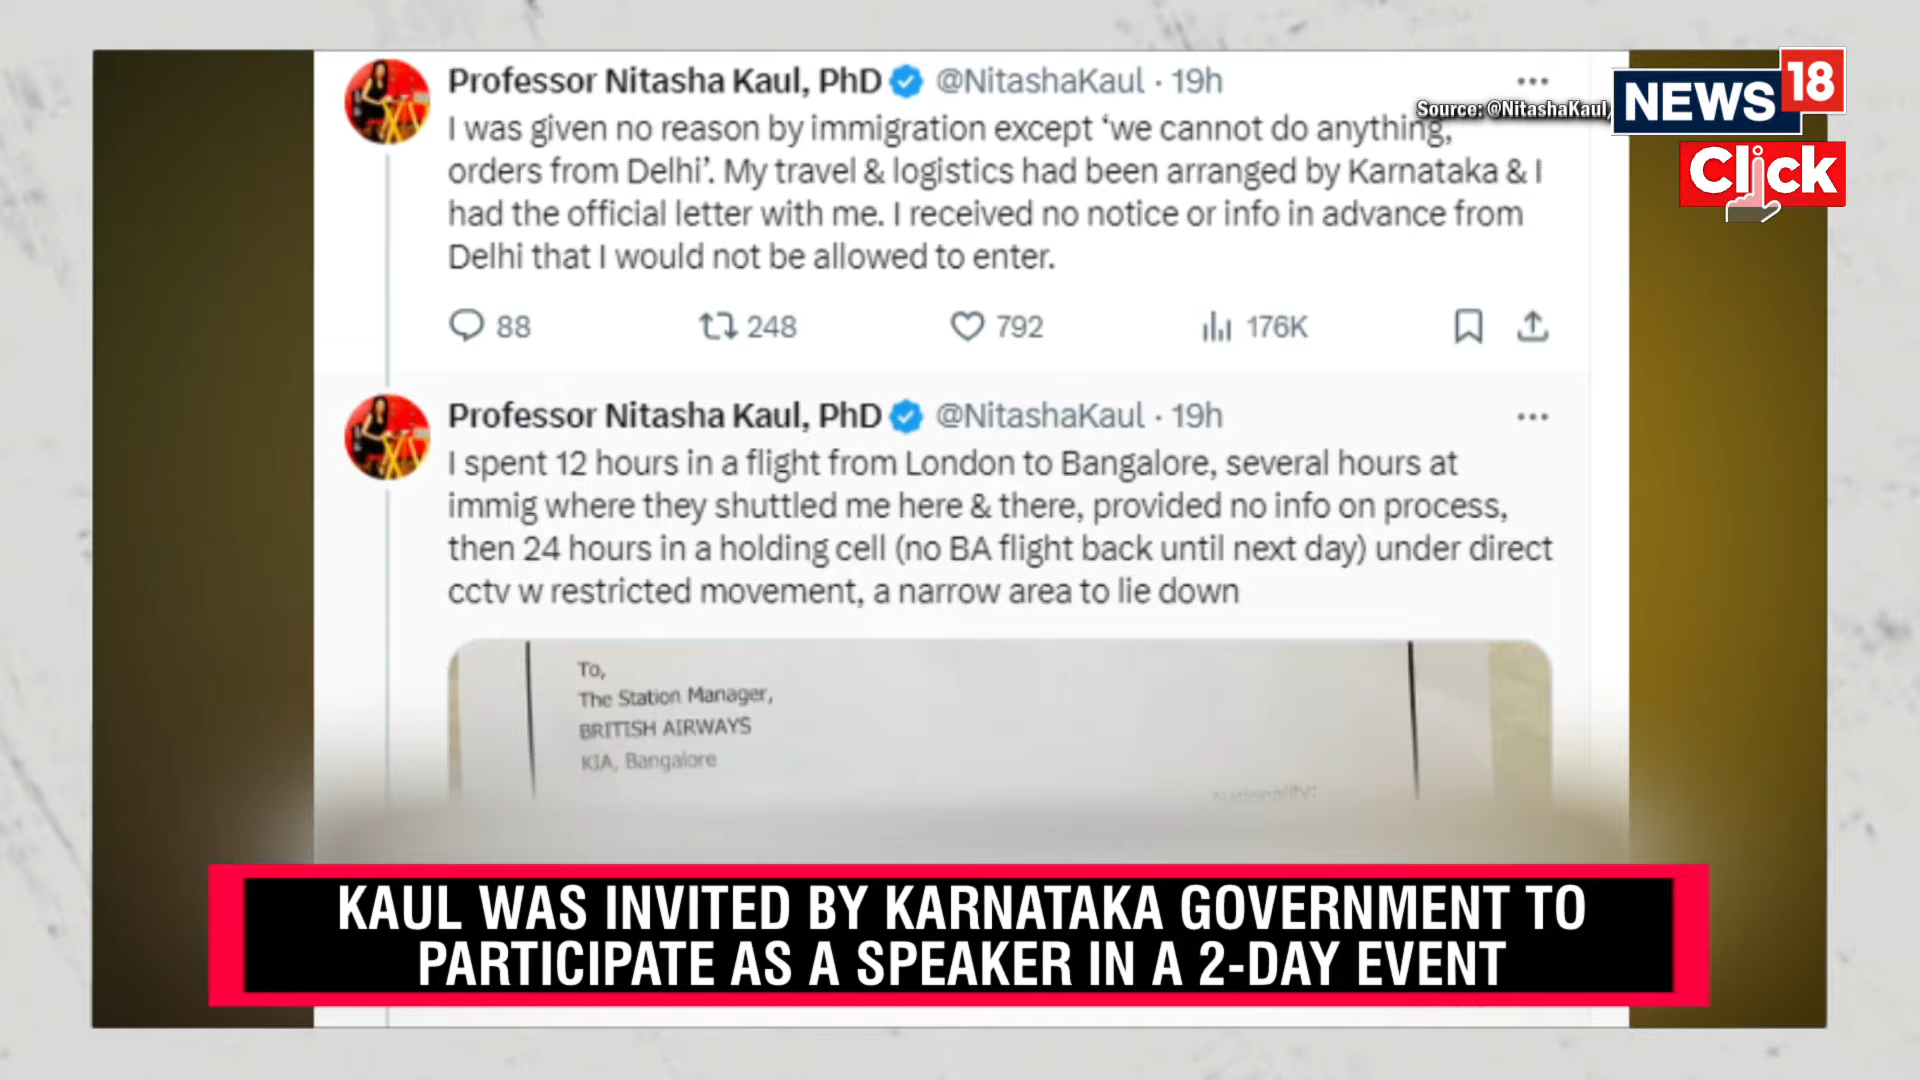 Professor Nitasha Kaul, PhD @NitashaKaul · 19h
Source: @NitashaKaul
NEWS18
Click
I was given no reason by immigration except ‘we cannot do anything,
orders from Delhi’. My travel & logistics had been arranged by Karnataka & I
had the official letter with me. I received no notice or info in advance from
Delhi that I would not be allowed to enter.
88 248 792 176K
Professor Nitasha Kaul, PhD @NitashaKaul · 19h
I spent 12 hours in a flight from London to Bangalore, several hours at
immig where they shuttled me here & there, provided no info on process,
then 24 hours in a holding cell (no BA flight back until next day) under direct
cctv w restricted movement, a narrow area to lie down
To,
The Station Manager,
BRITISH AIRWAYS
KIA, Bangalore
Nationality:
KAUL WAS INVITED BY KARNATAKA GOVERNMENT TO
PARTICIPATE AS A SPEAKER IN A 2-DAY EVENT